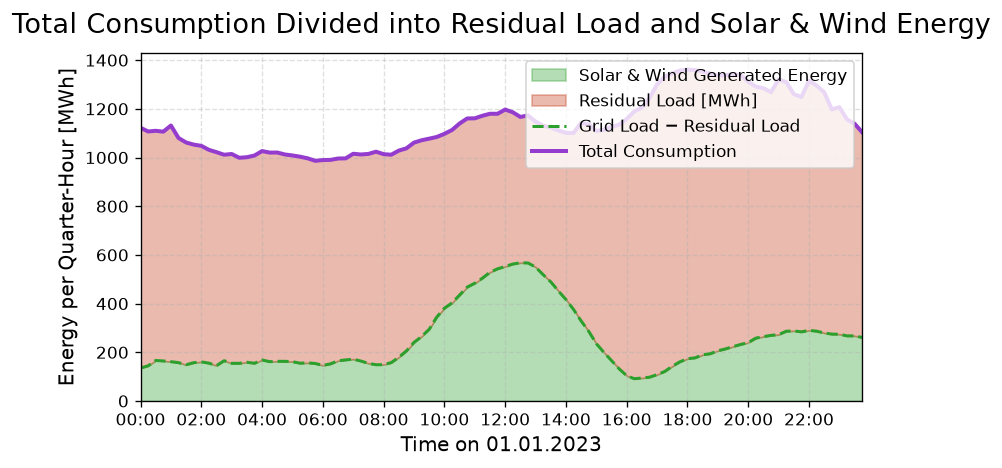 Total Consumption Divided into Residual Load and Solar & Wind Energy
Energy per Quarter-Hour [MWh]
1400
1200
1000
800
600
400
200
0
Solar & Wind Generated Energy
Residual Load [MWh]
Grid Load − Residual Load
Total Consumption
00:00 02:00 04:00 06:00 08:00 10:00 12:00 14:00 16:00 18:00 20:00 22:00
Time on 01.01.2023